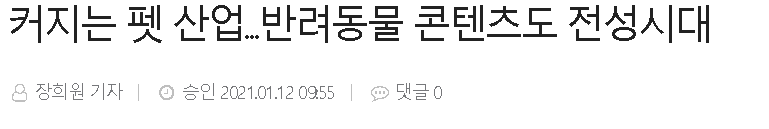 커지는 펫 산업...반려동물 콘텐츠도 전성시대
장희원 기자 | 승인 2021.01.12 09:55 | 댓글 0